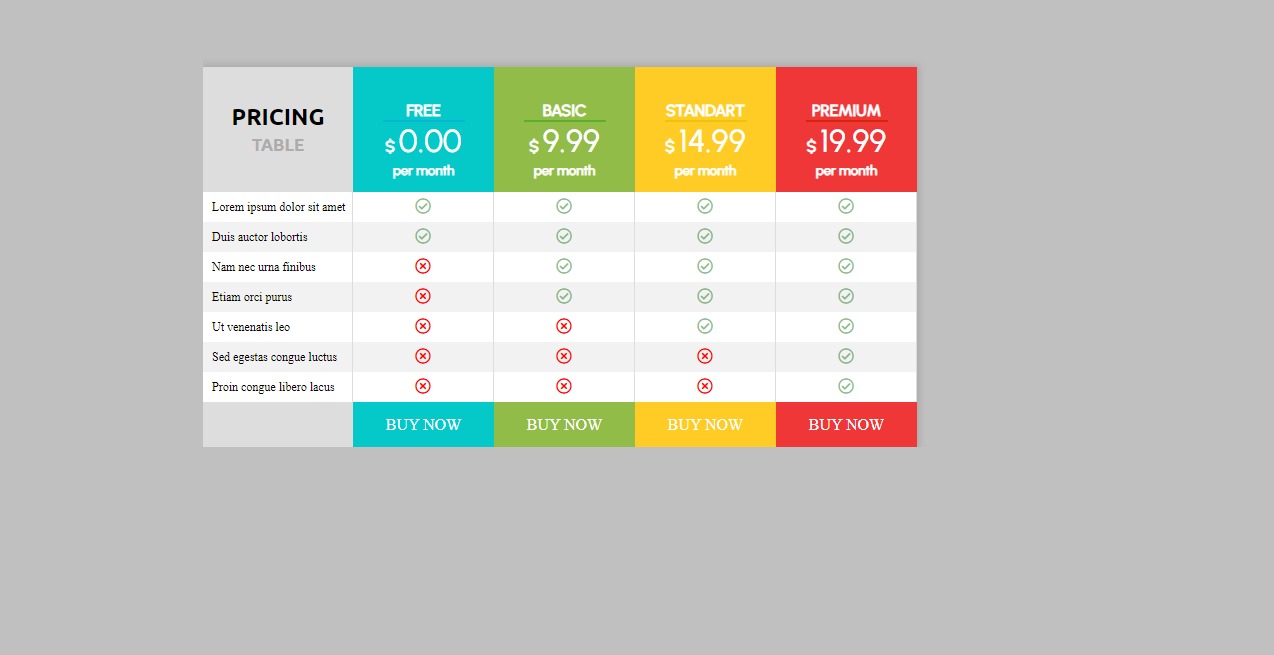 PRICING
TABLE
FREE
$0.00
per month
BASIC
$9.99
per month
STANDART
$14.99
per month
PREMIUM
$19.99
per month
Lorem ipsum dolor sit amet
Duis auctor lobortis
Nam nec urna finibus
Etiam orci purus
Ut venenatis leo
Sed egestas congue luctus
Proin congue libero lacus
BUY NOW
BUY NOW
BUY NOW
BUY NOW